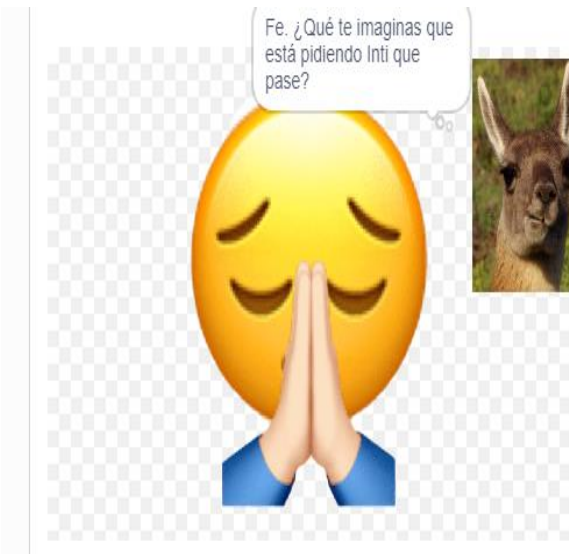 Fe. ¿Qué te imaginas que
está pidiendo Inti que
pase?